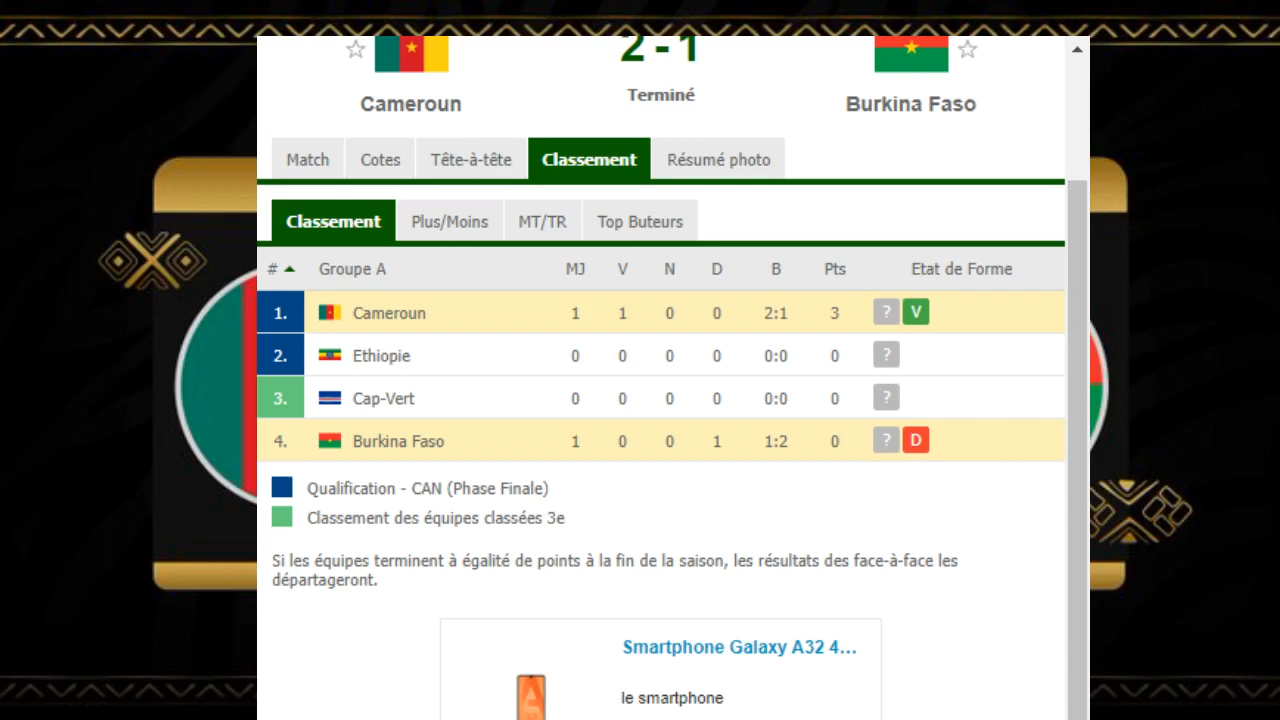 2 - 1
Terminé
Cameroun
Burkina Faso
Match Cotes Tête-à-tête Classement Résumé photo
Classement Plus/Moins MT/TR Top Buteurs
# Groupe A MJ V N D B Pts Etat de Forme
1. Cameroun 1 1 0 0 2:1 3 ? V
2. Ethiopie 0 0 0 0 0:0 0 ?
3. Cap-Vert 0 0 0 0 0:0 0 ?
4. Burkina Faso 1 0 0 1 1:2 0 ? D
Qualification - CAN (Phase Finale)
Classement des équipes classées 3e
Si les équipes terminent à égalité de points à la fin de la saison, les résultats des face-à-face les
départageront.
Smartphone Galaxy A32 4...
le smartphone